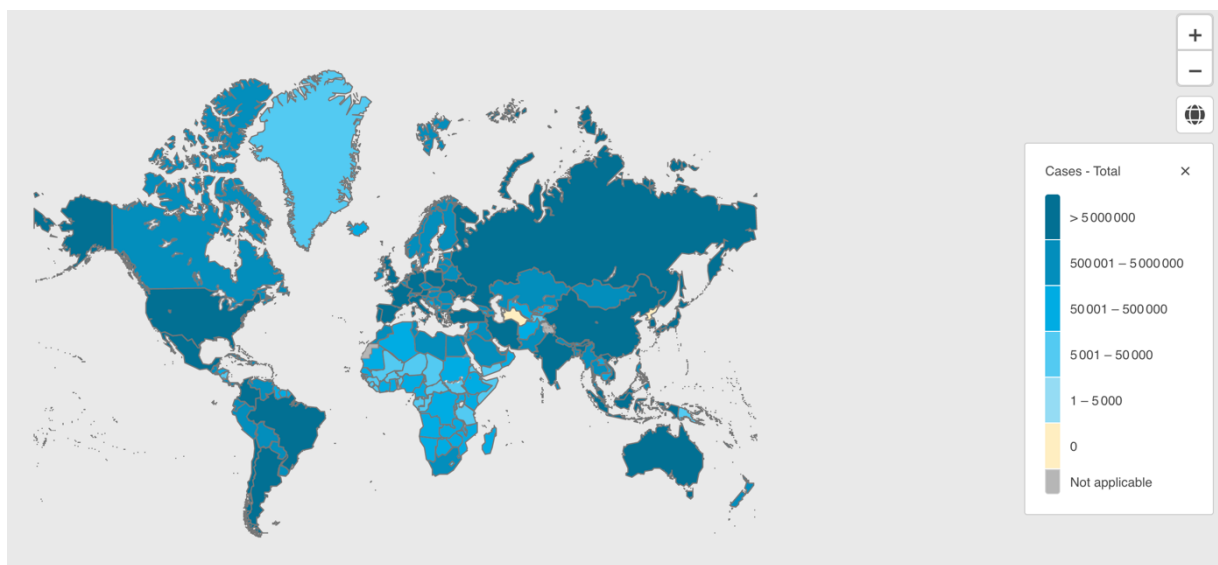 +
−
Cases - Total ×
> 5 000 000
500 001 – 5 000 000
50 001 – 500 000
5 001 – 50 000
1 – 5 000
0
Not applicable